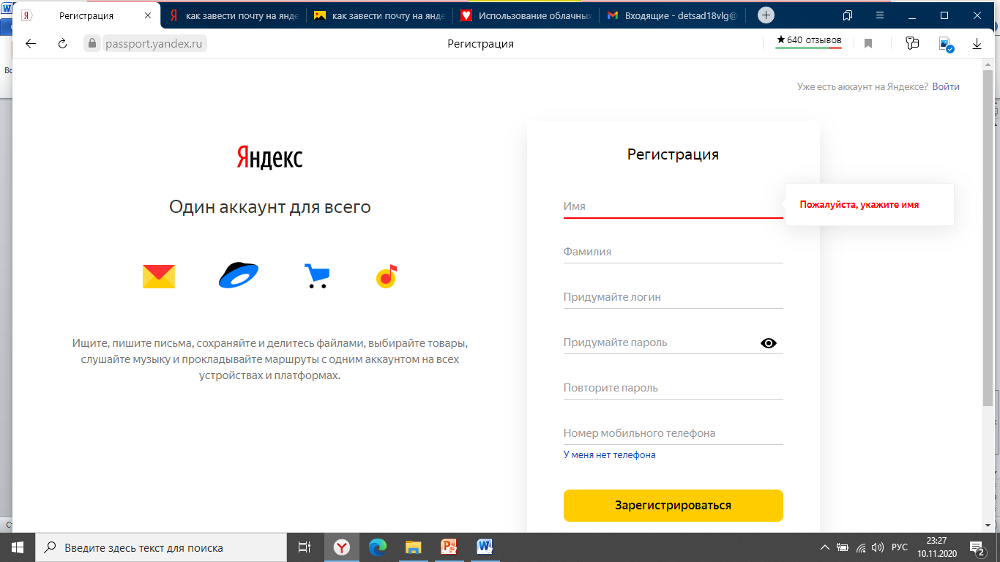 Регистрация
как завести почту на янде
как завести почту на янде
Использование облачных
Входящие - detsad18vlg@
passport.yandex.ru
Регистрация
★640 отзывов
Уже есть аккаунт на Яндексе? Войти
Яндекс
Один аккаунт для всего
Ищите, пишите письма, сохраняйте и делитесь файлами, выбирайте товары,
слушайте музыку и прокладывайте маршруты с одним аккаунтом на всех
устройствах и платформах.
Регистрация
Имя
Пожалуйста, укажите имя
Фамилия
Придумайте логин
Придумайте пароль
Повторите пароль
Номер мобильного телефона
У меня нет телефона
Зарегистрироваться
Введите здесь текст для поиска
РУС
23:27
10.11.2020
2